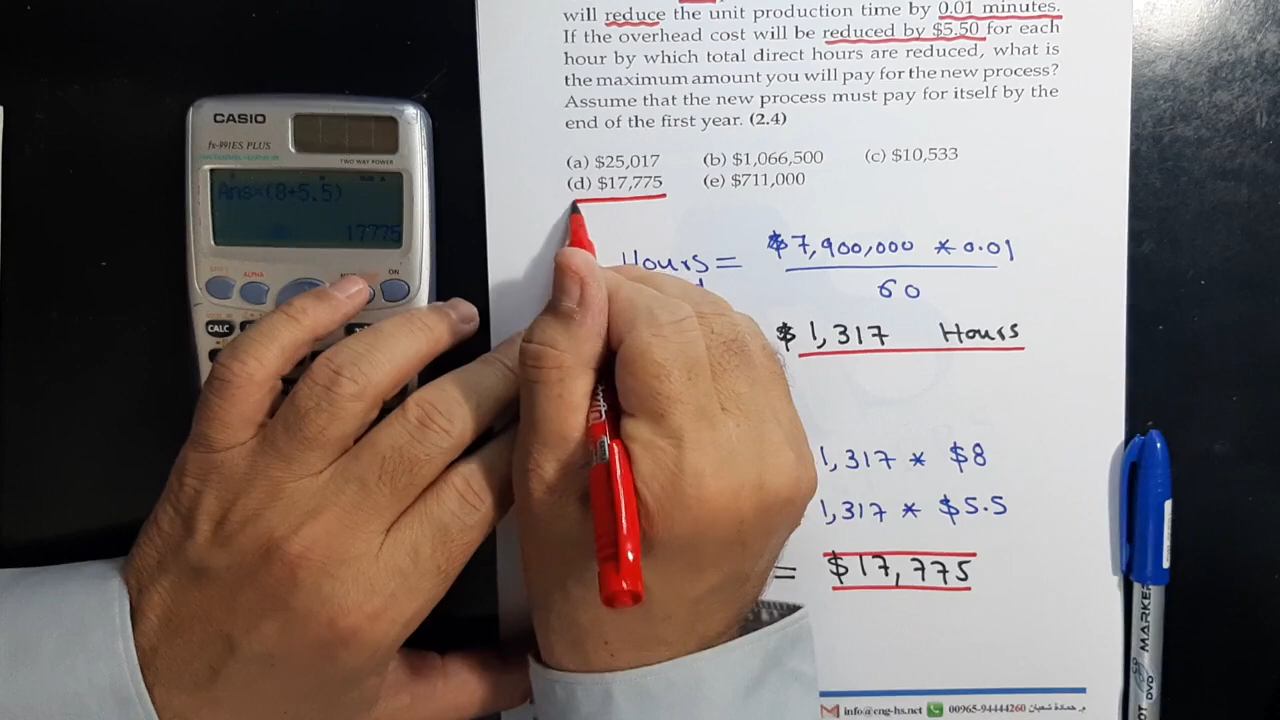 will reduce the unit production time by 0.01 minutes.
If the overhead cost will be reduced by $5.50 for each
hour by which total direct hours are reduced, what is
the maximum amount you will pay for the new process?
Assume that the new process must pay for itself by the
end of the first year. (2.4)
(a) $25,017 (b) $1,066,500 (c) $10,533
(d) $17,775 (e) $711,000
Hours = $7,900,000 * 0.01
60
$1,317 Hours
1,317 * $8
1,317 * $5.5
= $17,775
info@eng-hs.net 00965-94444260 م. حمادة شعبان
CASIO
fx-991ES PLUS
TWO WAY POWER
Ans×(8+5.5)
17775
ALPHA
ON
CALC
MARKER
DVD